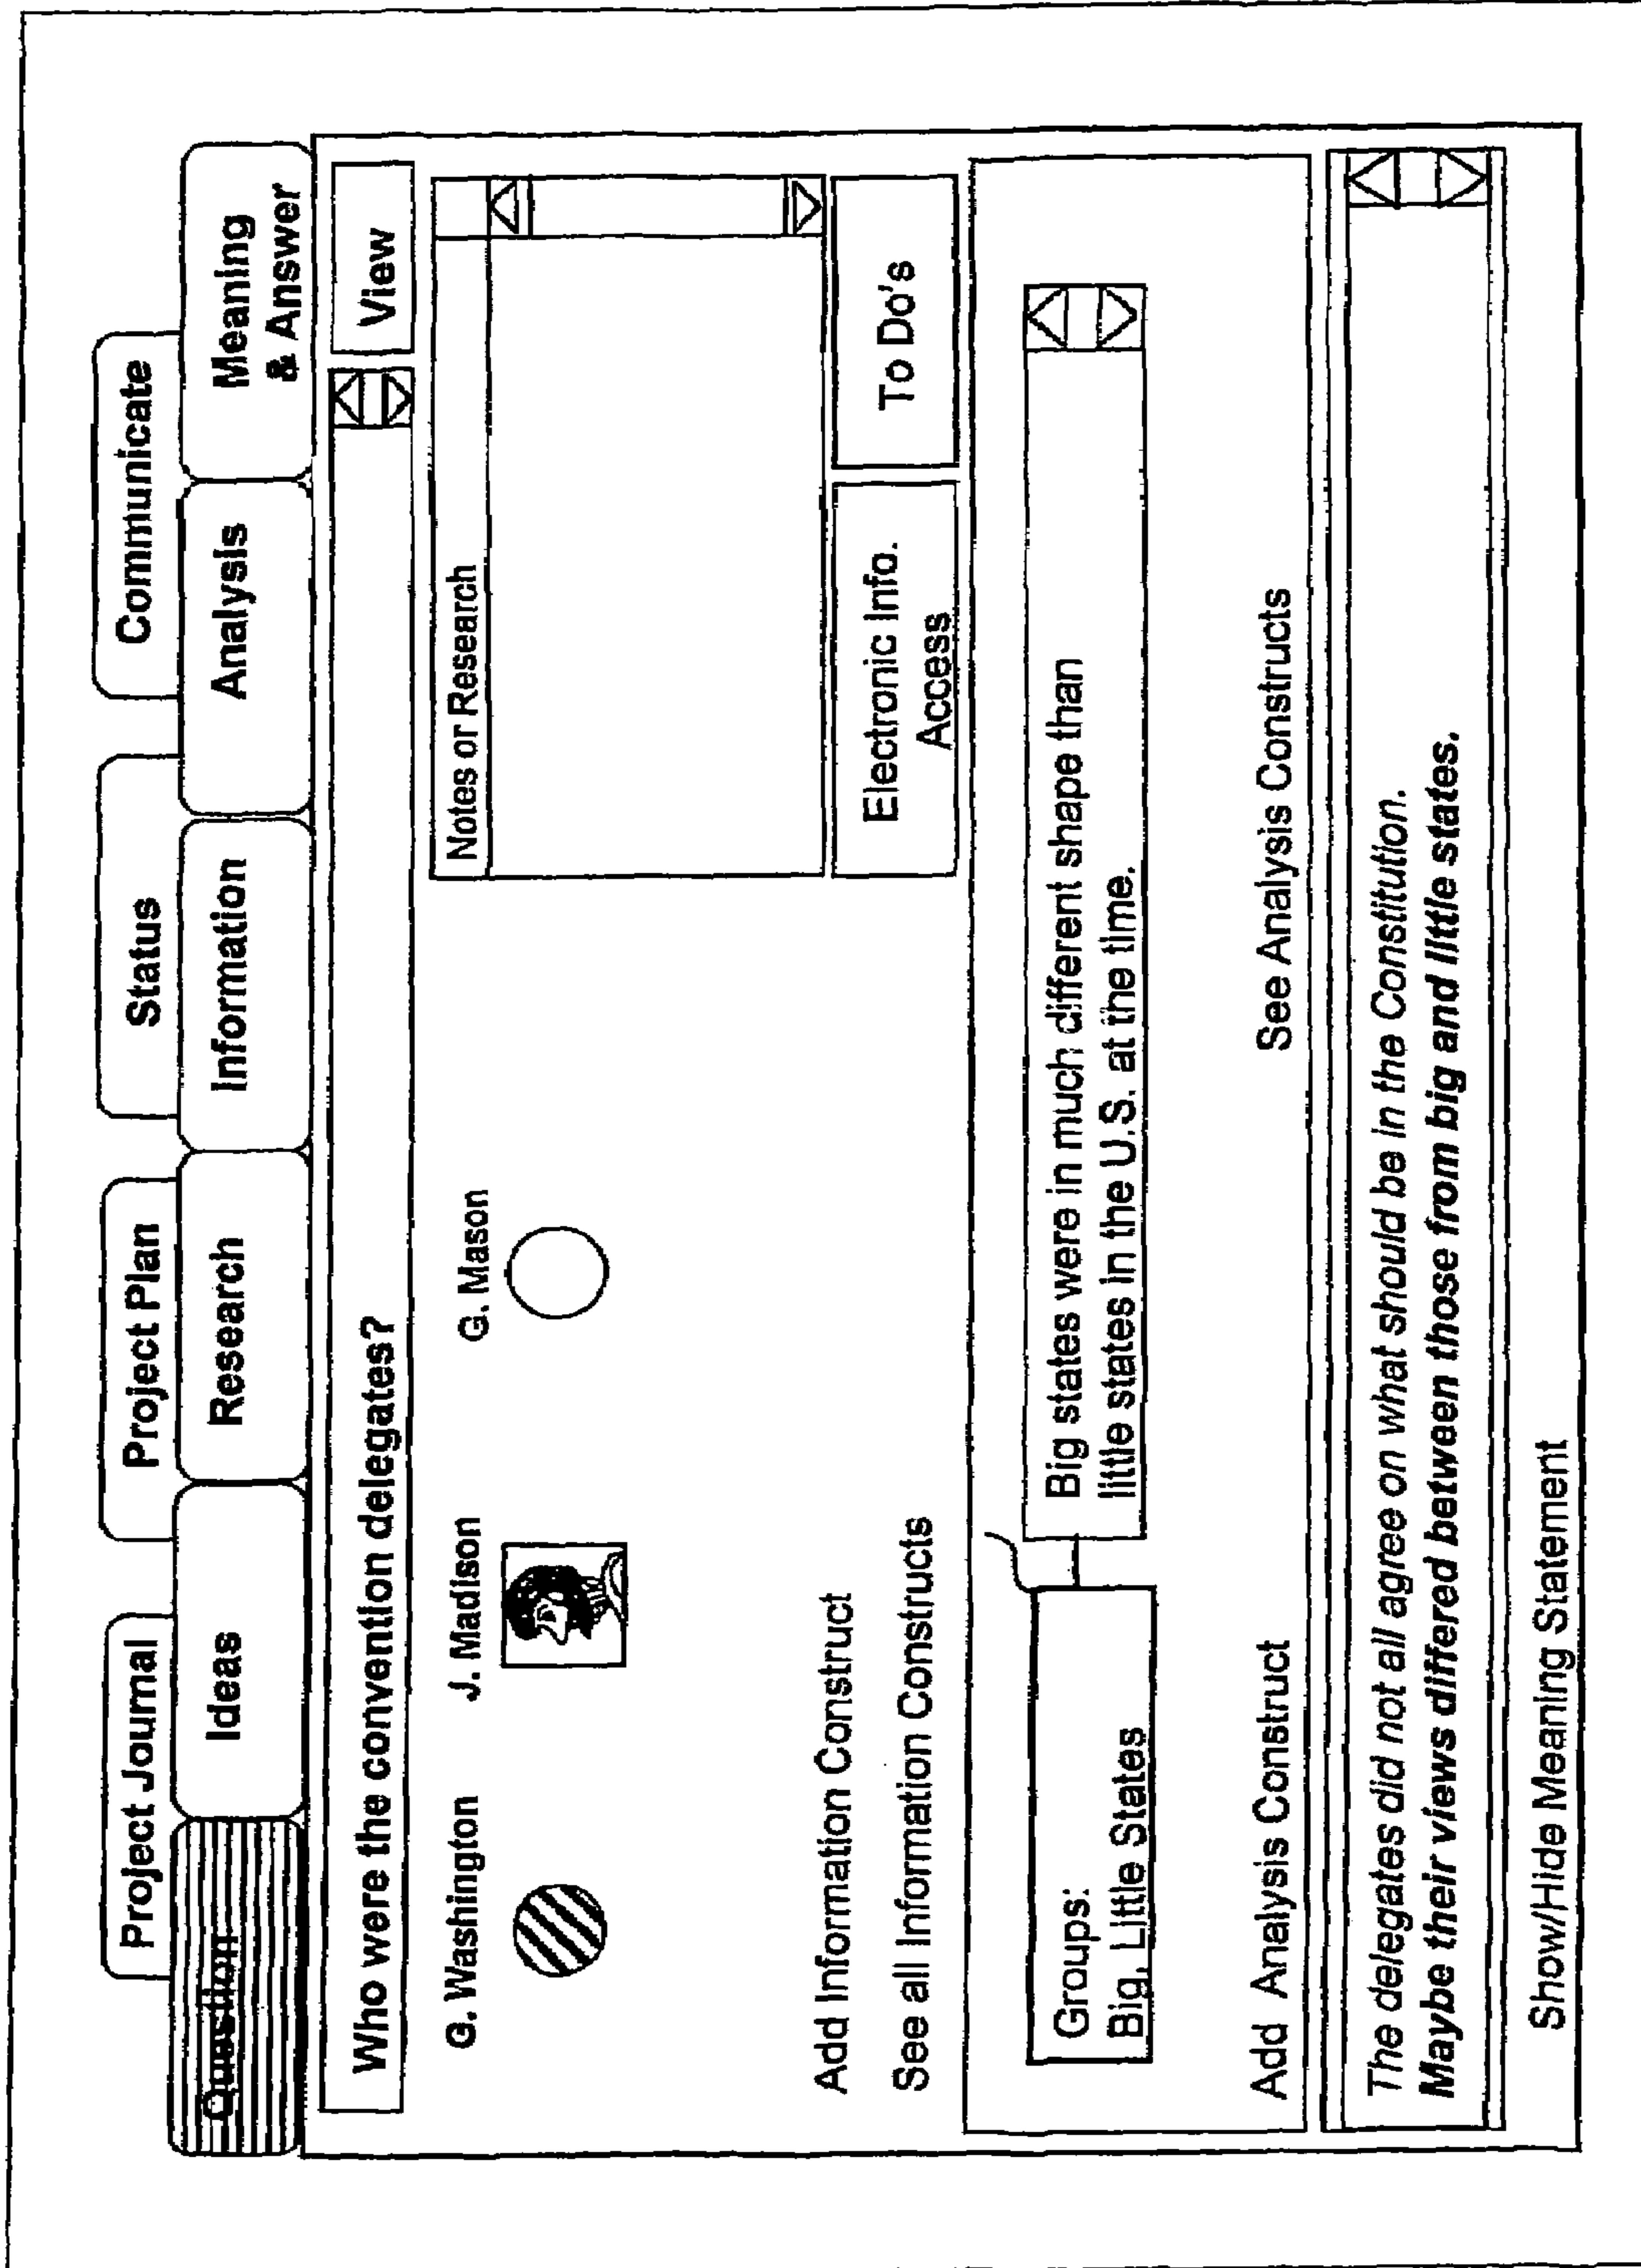 Project Journal
Project Plan
Status
Communicate
Question
Ideas
Research
Information
Analysis
Meaning
& Answer
Who were the convention delegates?
View
G. Washington
J. Madison
G. Mason
Notes or Research
Add Information Construct
See all Information Constructs
Electronic Info.
Access
To Do's
Groups:
Big, Little States
Big states were in much different shape than
little states in the U.S. at the time.
Add Analysis Construct
See Analysis Constructs
The delegates did not all agree on what should be in the Constitution.
Maybe their views differed between those from big and little states.
Show/Hide Meaning Statement